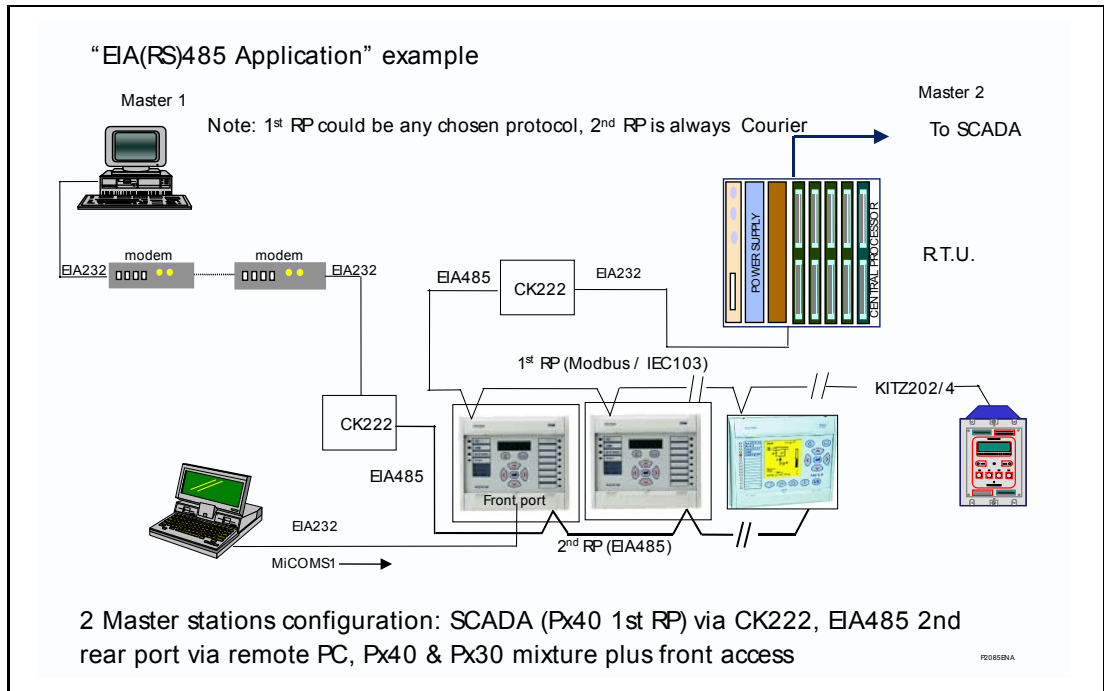 “EIA(RS)485 Application” example
Master 1
Master 2
Note: 1st RP could be any chosen protocol, 2nd RP is always Courier
To SCADA
POWER SUPPLY
CENTRAL PROCESSOR
R.T.U.
modem
modem
EIA232
EIA232
EIA485
CK222
EIA232
1st RP (Modbus / IEC103)
KITZ202/4
CK222
EIA485
Front port
EIA232
2nd RP (EIA485)
MiCOMS1
2 Master stations configuration: SCADA (Px40 1st RP) via CK222, EIA485 2nd
rear port via remote PC, Px40 & Px30 mixture plus front access
P2085ENA